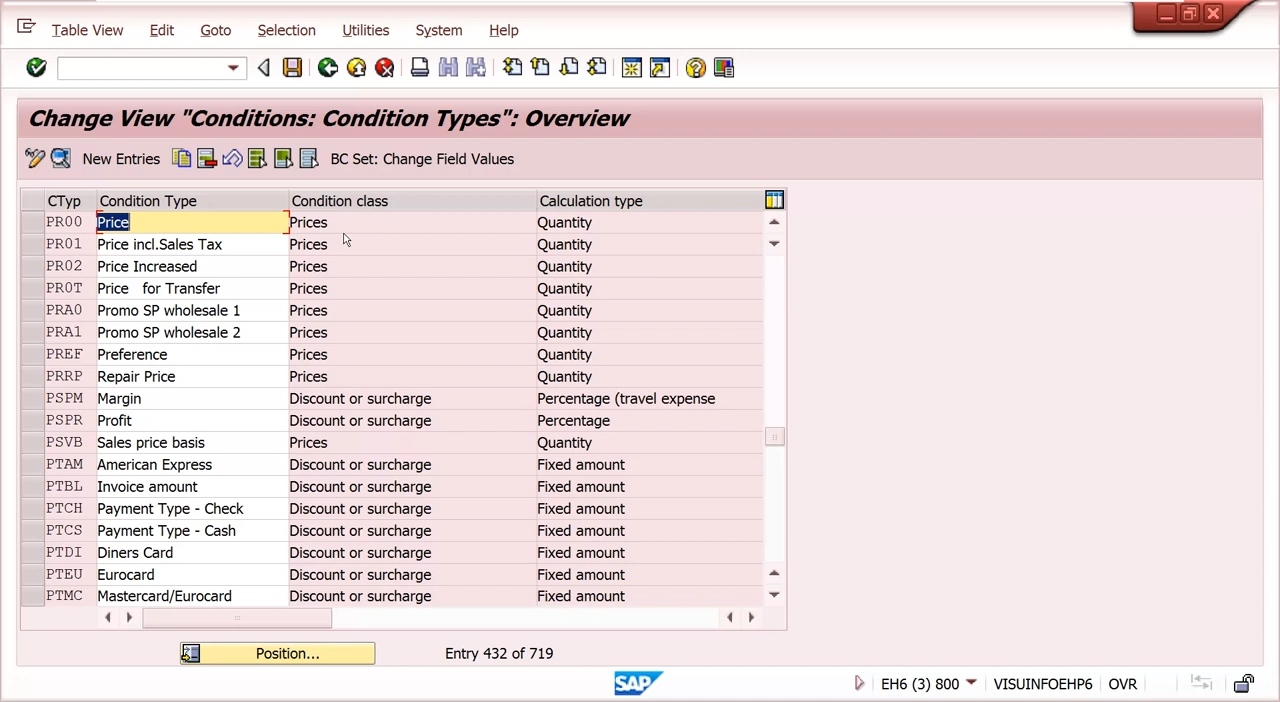 Table View Edit Goto Selection Utilities System Help
Change View "Conditions: Condition Types": Overview
New Entries BC Set: Change Field Values
CTyp Condition Type Condition class Calculation type
PR00 Price Prices Quantity
PR01 Price incl.Sales Tax Prices Quantity
PR02 Price Increased Prices Quantity
PR0T Price for Transfer Prices Quantity
PRA0 Promo SP wholesale 1 Prices Quantity
PRA1 Promo SP wholesale 2 Prices Quantity
PREF Preference Prices Quantity
PRRP Repair Price Prices Quantity
PSPM Margin Discount or surcharge Percentage (travel expense
PSPR Profit Discount or surcharge Percentage
PSVB Sales price basis Prices Quantity
PTAM American Express Discount or surcharge Fixed amount
PTBL Invoice amount Discount or surcharge Fixed amount
PTCH Payment Type - Check Discount or surcharge Fixed amount
PTCS Payment Type - Cash Discount or surcharge Fixed amount
PTDI Diners Card Discount or surcharge Fixed amount
PTEU Eurocard Discount or surcharge Fixed amount
PTMC Mastercard/Eurocard Discount or surcharge Fixed amount
Position... Entry 432 of 719
SAP EH6 (3) 800 VISUINFOEHP6 OVR